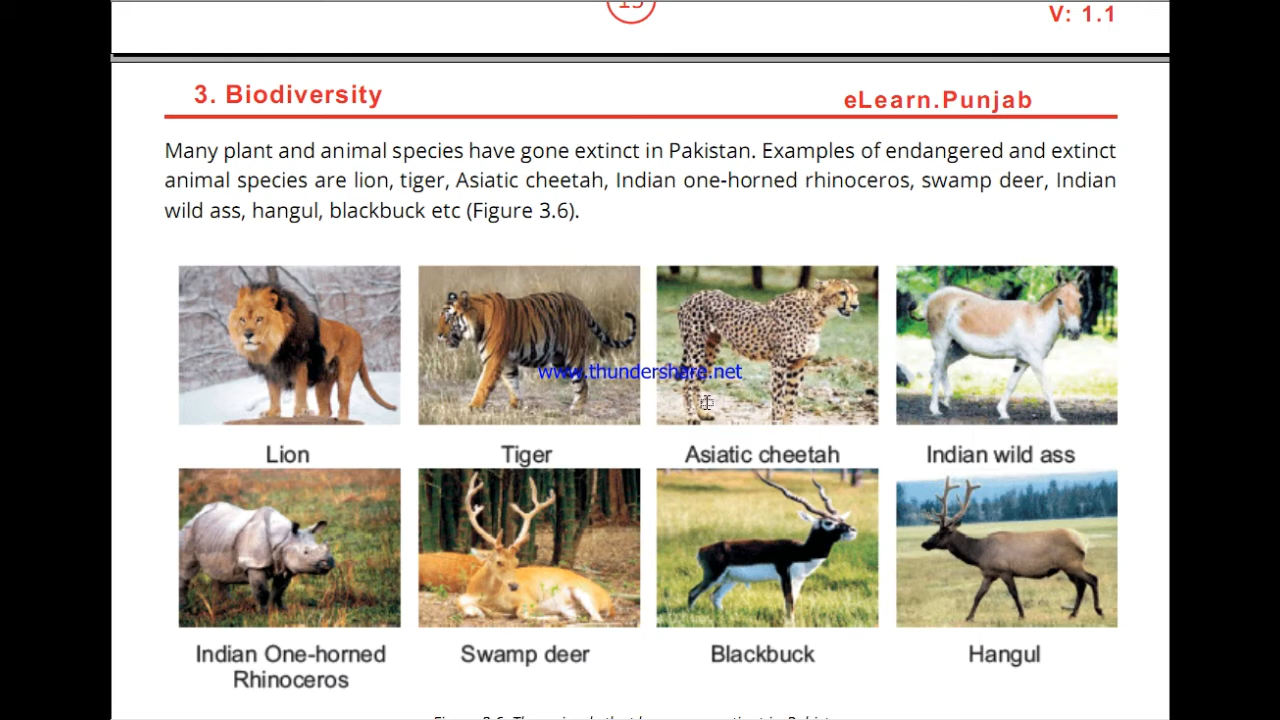 15
V: 1.1
3. Biodiversity
eLearn.Punjab
Many plant and animal species have gone extinct in Pakistan. Examples of endangered and extinct
animal species are lion, tiger, Asiatic cheetah, Indian one-horned rhinoceros, swamp deer, Indian
wild ass, hangul, blackbuck etc (Figure 3.6).
www.thundershare.net
Lion
Tiger
Asiatic cheetah
Indian wild ass
Indian One-horned
Rhinoceros
Swamp deer
Blackbuck
Hangul